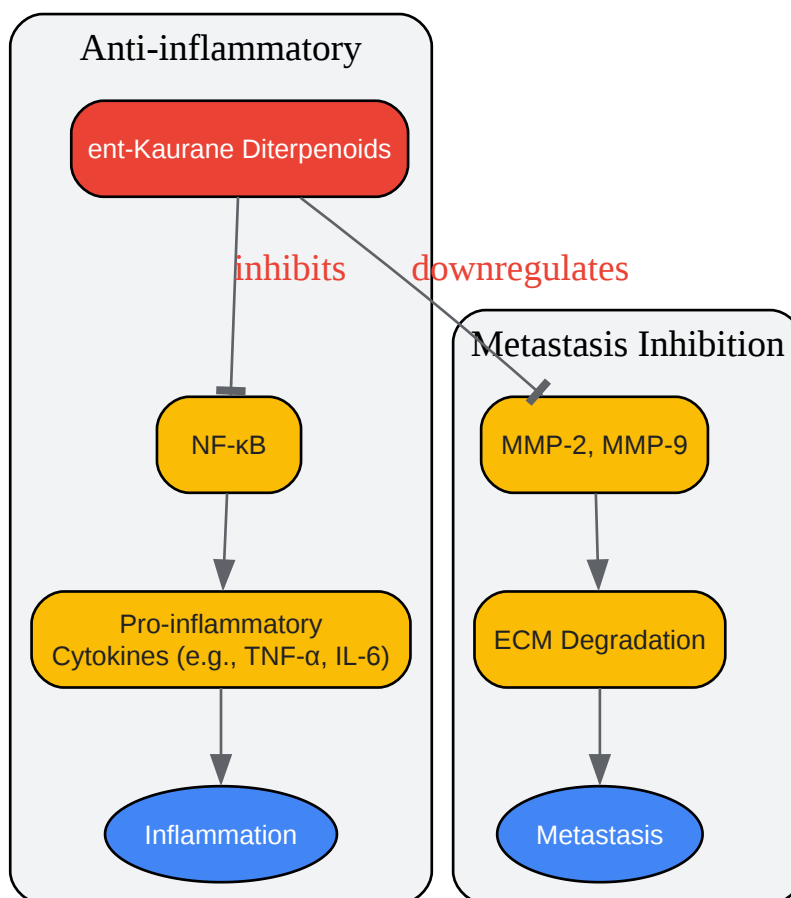 Anti-inflammatory
ent-Kaurane Diterpenoids
inhibits
downregulates
Metastasis Inhibition
NF-κB
MMP-2, MMP-9
Pro-inflammatory
Cytokines (e.g., TNF-α, IL-6)
ECM Degradation
Inflammation
Metastasis